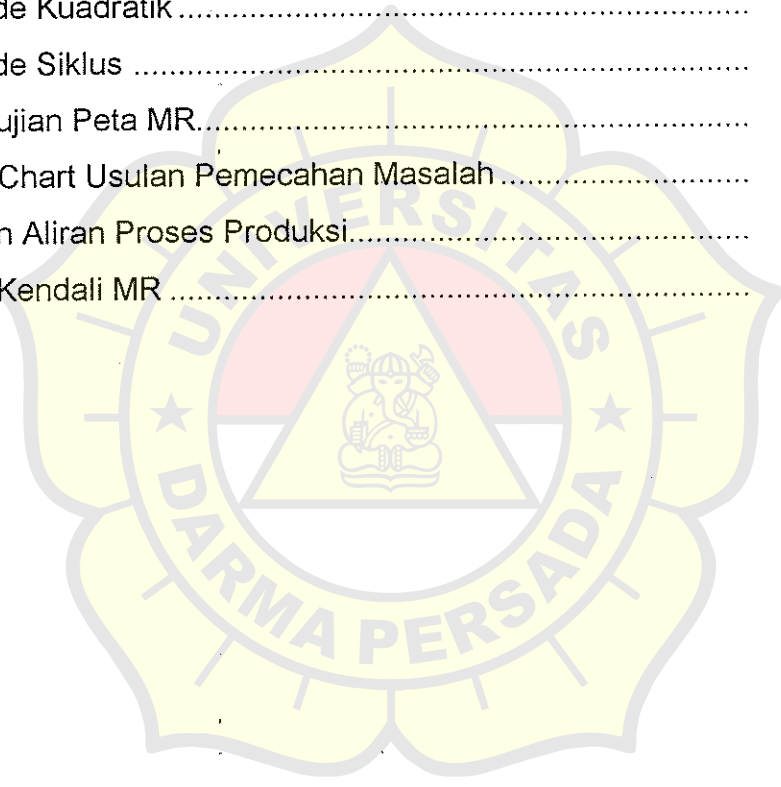 de Kuadratik ............................................................
de Siklus ............................................................
ujian Peta MR............................................................
Chart Usulan Pemecahan Masalah ..........................
n Aliran Proses Produksi............................................
Kendali MR ............................................................
UNIVERSITAS
DARMA PERSADA